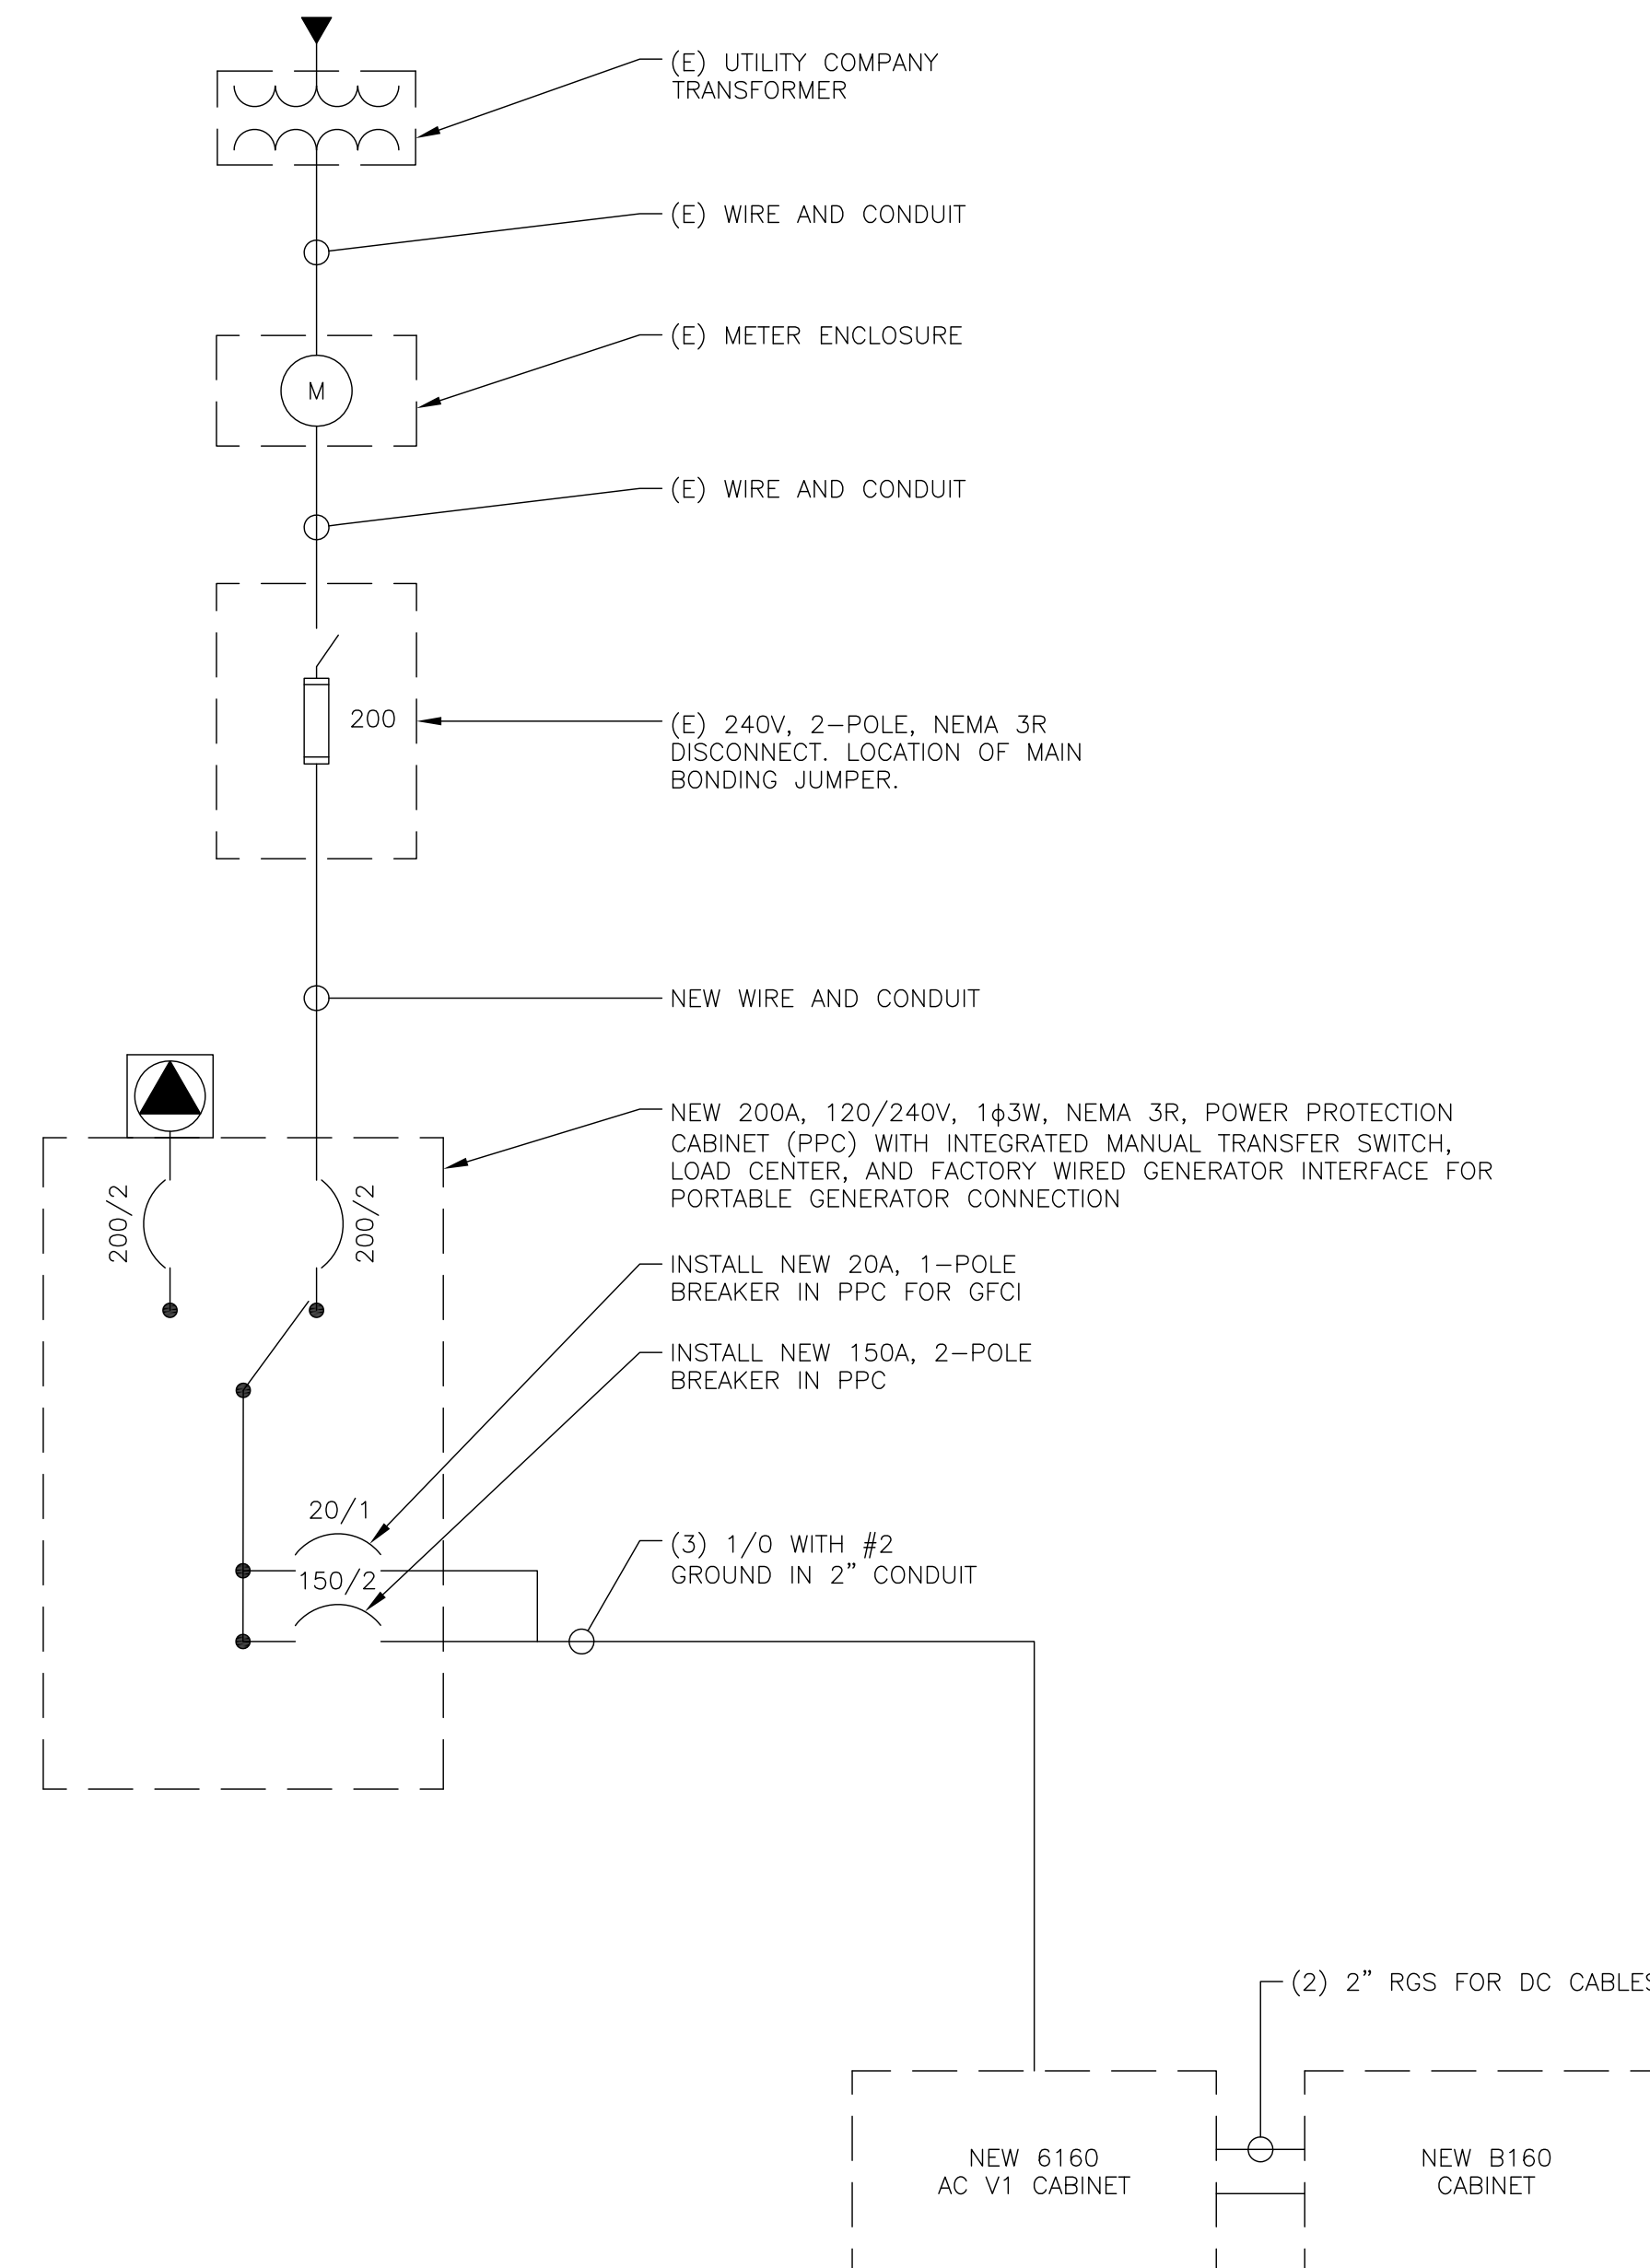 (E) UTILITY COMPANY
TRANSFORMER
(E) WIRE AND CONDUIT
(E) METER ENCLOSURE
M
(E) WIRE AND CONDUIT
200
(E) 240V, 2-POLE, NEMA 3R
DISCONNECT. LOCATION OF MAIN
BONDING JUMPER.
NEW WIRE AND CONDUIT
NEW 200A, 120/240V, 1ϕ3W, NEMA 3R, POWER PROTECTION
CABINET (PPC) WITH INTEGRATED MANUAL TRANSFER SWITCH,
LOAD CENTER, AND FACTORY WIRED GENERATOR INTERFACE FOR
PORTABLE GENERATOR CONNECTION
200/2
200/2
INSTALL NEW 20A, 1-POLE
BREAKER IN PPC FOR GFCI
INSTALL NEW 150A, 2-POLE
BREAKER IN PPC
20/1
150/2
(3) 1/0 WITH #2
GROUND IN 2" CONDUIT
(2) 2" RGS FOR DC CABLES
NEW 6160
AC V1 CABINET
NEW B160
CABINET